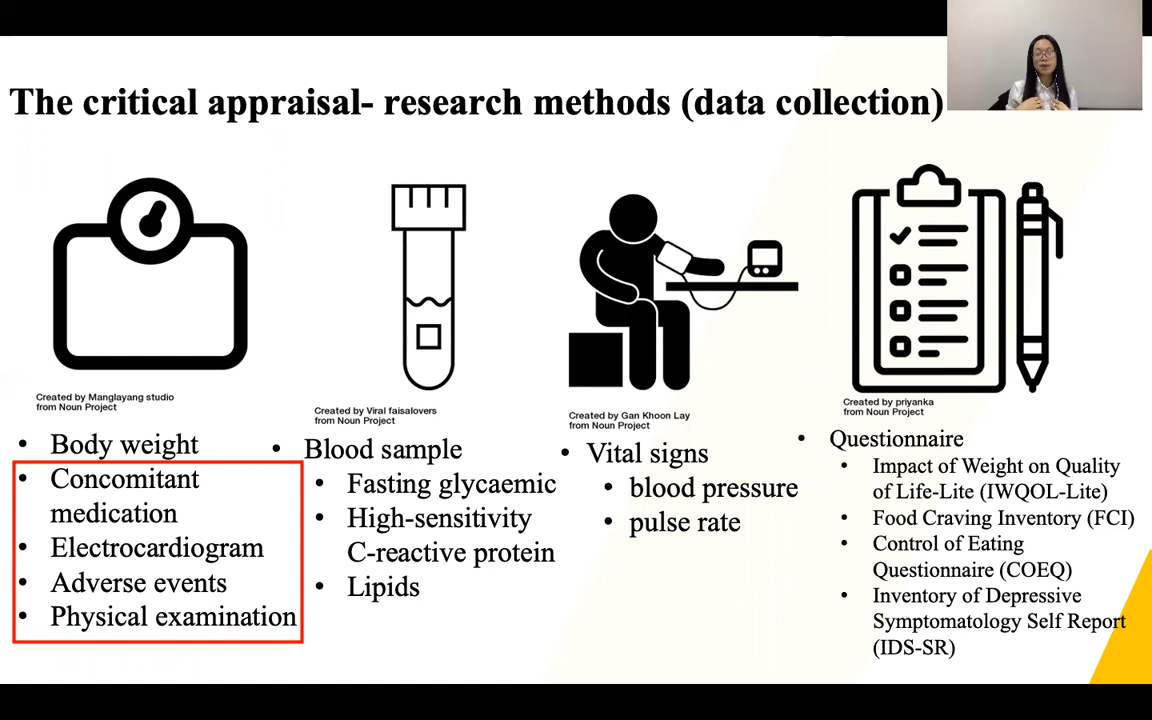 The critical appraisal- research methods (data collection)
Created by Manglayang studio
from Noun Project
• Body weight
• Concomitant
medication
• Electrocardiogram
• Adverse events
• Physical examination
Created by Viral faisalovers
from Noun Project
• Blood sample
• Fasting glycaemic
• High-sensitivity
C-reactive protein
• Lipids
Created by Gan Khoon Lay
from Noun Project
• Vital signs
• blood pressure
• pulse rate
Created by priyanka
from Noun Project
• Questionnaire
• Impact of Weight on Quality
of Life-Lite (IWQOL-Lite)
• Food Craving Inventory (FCI)
• Control of Eating
Questionnaire (COEQ)
• Inventory of Depressive
Symptomatology Self Report
(IDS-SR)